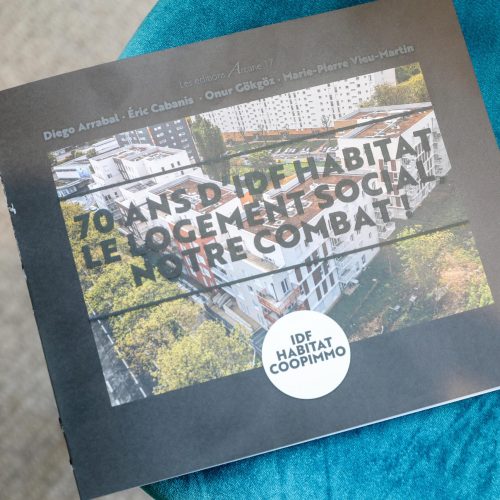 Les éditions Arcane 17
Diego Arrabal • Éric Cabanis • Onur Gökgöz • Marie-Pierre Vieu-Martin
70 ANS D'IDF HABITAT
LE LOGEMENT SOCIAL,
NOTRE COMBAT !
IDF
HABITAT
COOPIMMO